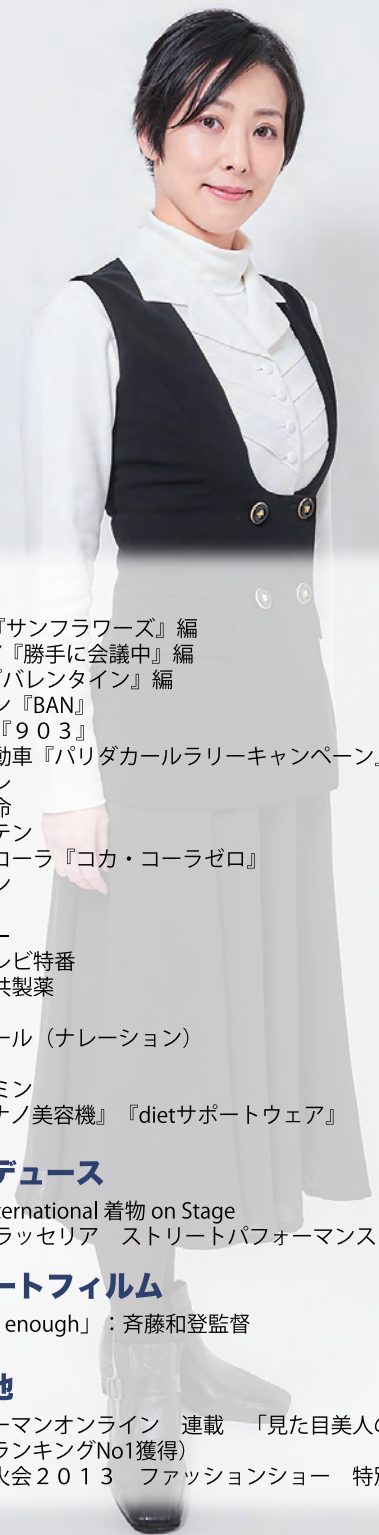 『サンフラワーズ』編
『勝手に会議中』編
『バレンタイン』編
ン『BAN』
『９０３』
動車『パリダカールラリーキャンペーン』
ン
命
テン
コーラ『コカ・コーラゼロ』
ン
ー
レビ特番
共製薬
ール（ナレーション）
ミン
ナノ美容機』『dietサポートウェア』
デュース
ternational 着物 on Stage
ラッセリア　ストリートパフォーマンス
ートフィルム
enough」：斉藤和登監督
他
ーマンオンライン　連載　「見た目美人の
ランキングNo1獲得）
火会２０１３　ファッションショー　特別